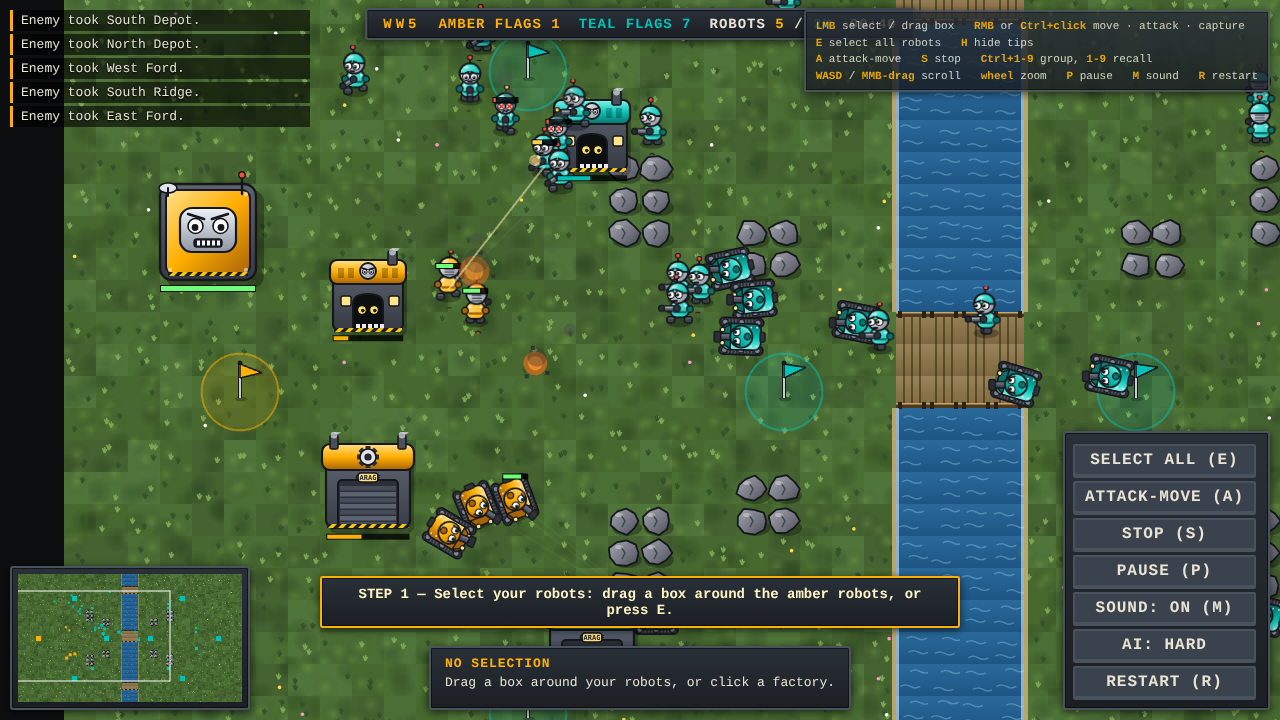 Enemy took South Depot.
Enemy took North Depot.
Enemy took West Ford.
Enemy took South Ridge.
Enemy took East Ford.
WW5 AMBER FLAGS 1 TEAL FLAGS 7 ROBOTS 5 /
LMB select / drag box RMB or Ctrl+click move · attack · capture
E select all robots H hide tips
A attack-move S stop Ctrl+1-9 group, 1-9 recall
WASD / MMB-drag scroll wheel zoom P pause M sound R restart
ARAG
ARAG
STEP 1 — Select your robots: drag a box around the amber robots, or
press E.
NO SELECTION
Drag a box around your robots, or click a factory.
SELECT ALL (E)
ATTACK-MOVE (A)
STOP (S)
PAUSE (P)
SOUND: ON (M)
AI: HARD
RESTART (R)